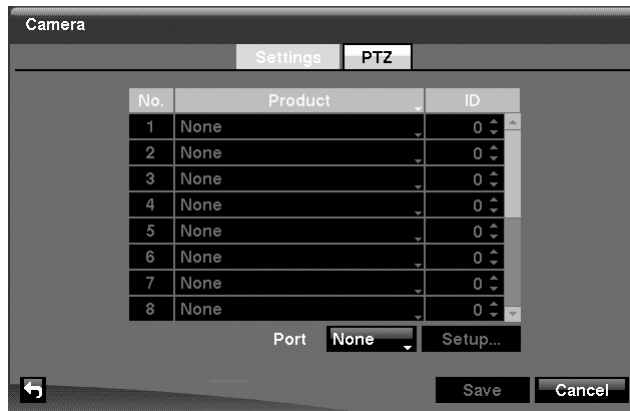 Camera
Settings PTZ
No. Product ID
1 None 0
2 None 0
3 None 0
4 None 0
5 None 0
6 None 0
7 None 0
8 None 0
Port None Setup...
Save Cancel